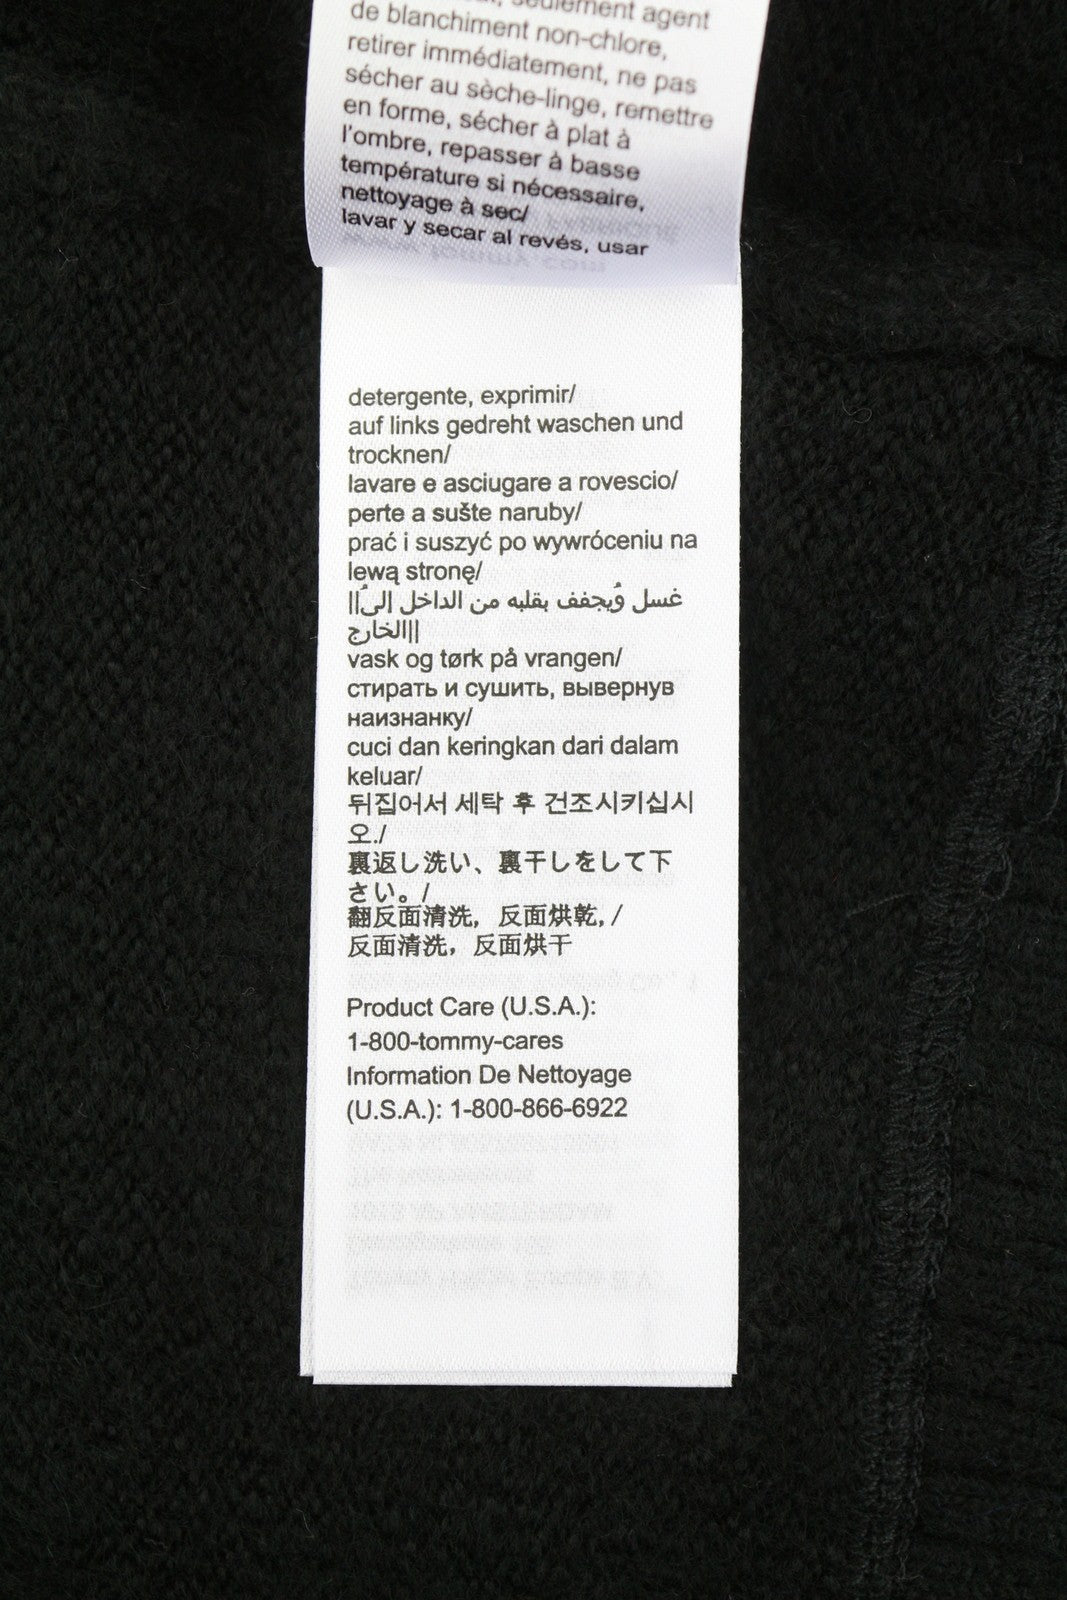 seulement agent
de blanchiment non-chlore,
retirer immédiatement, ne pas
sécher au sèche-linge, remettre
en forme, sécher à plat à
l'ombre, repasser à basse
température si nécessaire,
nettoyage à sec/
lavar y secar al revés, usar
detergente, exprimir/
auf links gedreht waschen und
trocknen/
lavare e asciugare a rovescio/
perte a sušte naruby/
prać i suszyć po wywróceniu na
lewą stronę/
غسل وُيجفف بقلبه من الداخل إلىُ||
||الخارج
vask og tørk på vrangen/
стирать и сушить, вывернув
наизнанку/
cuci dan keringkan dari dalam
keluar/
뒤집어서 세탁 후 건조시키십시
오./
裏返し洗い、裏干しをして下
さい。/
翻反面清洗, 反面烘乾, /
反面清洗，反面烘干
Product Care (U.S.A.):
1-800-tommy-cares
Information De Nettoyage
(U.S.A.): 1-800-866-6922